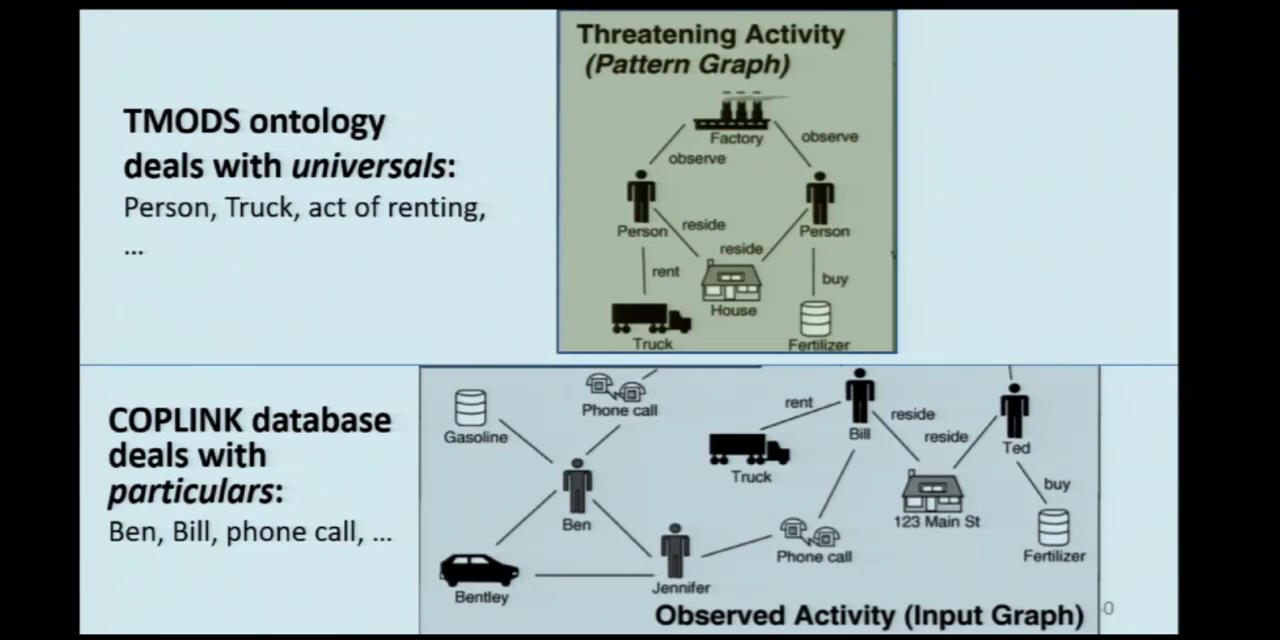 TMODS ontology
deals with universals:
Person, Truck, act of renting,
...
Threatening Activity
(Pattern Graph)
Factory
observe
observe
Person
Person
reside
reside
rent
buy
House
Truck
Fertilizer
COPLINK database
deals with
particulars:
Ben, Bill, phone call, ...
Gasoline
Phone call
rent
Bill
reside
reside
Ted
Truck
buy
Ben
123 Main St
Phone call
Fertilizer
Bentley
Jennifer
Observed Activity (Input Graph)